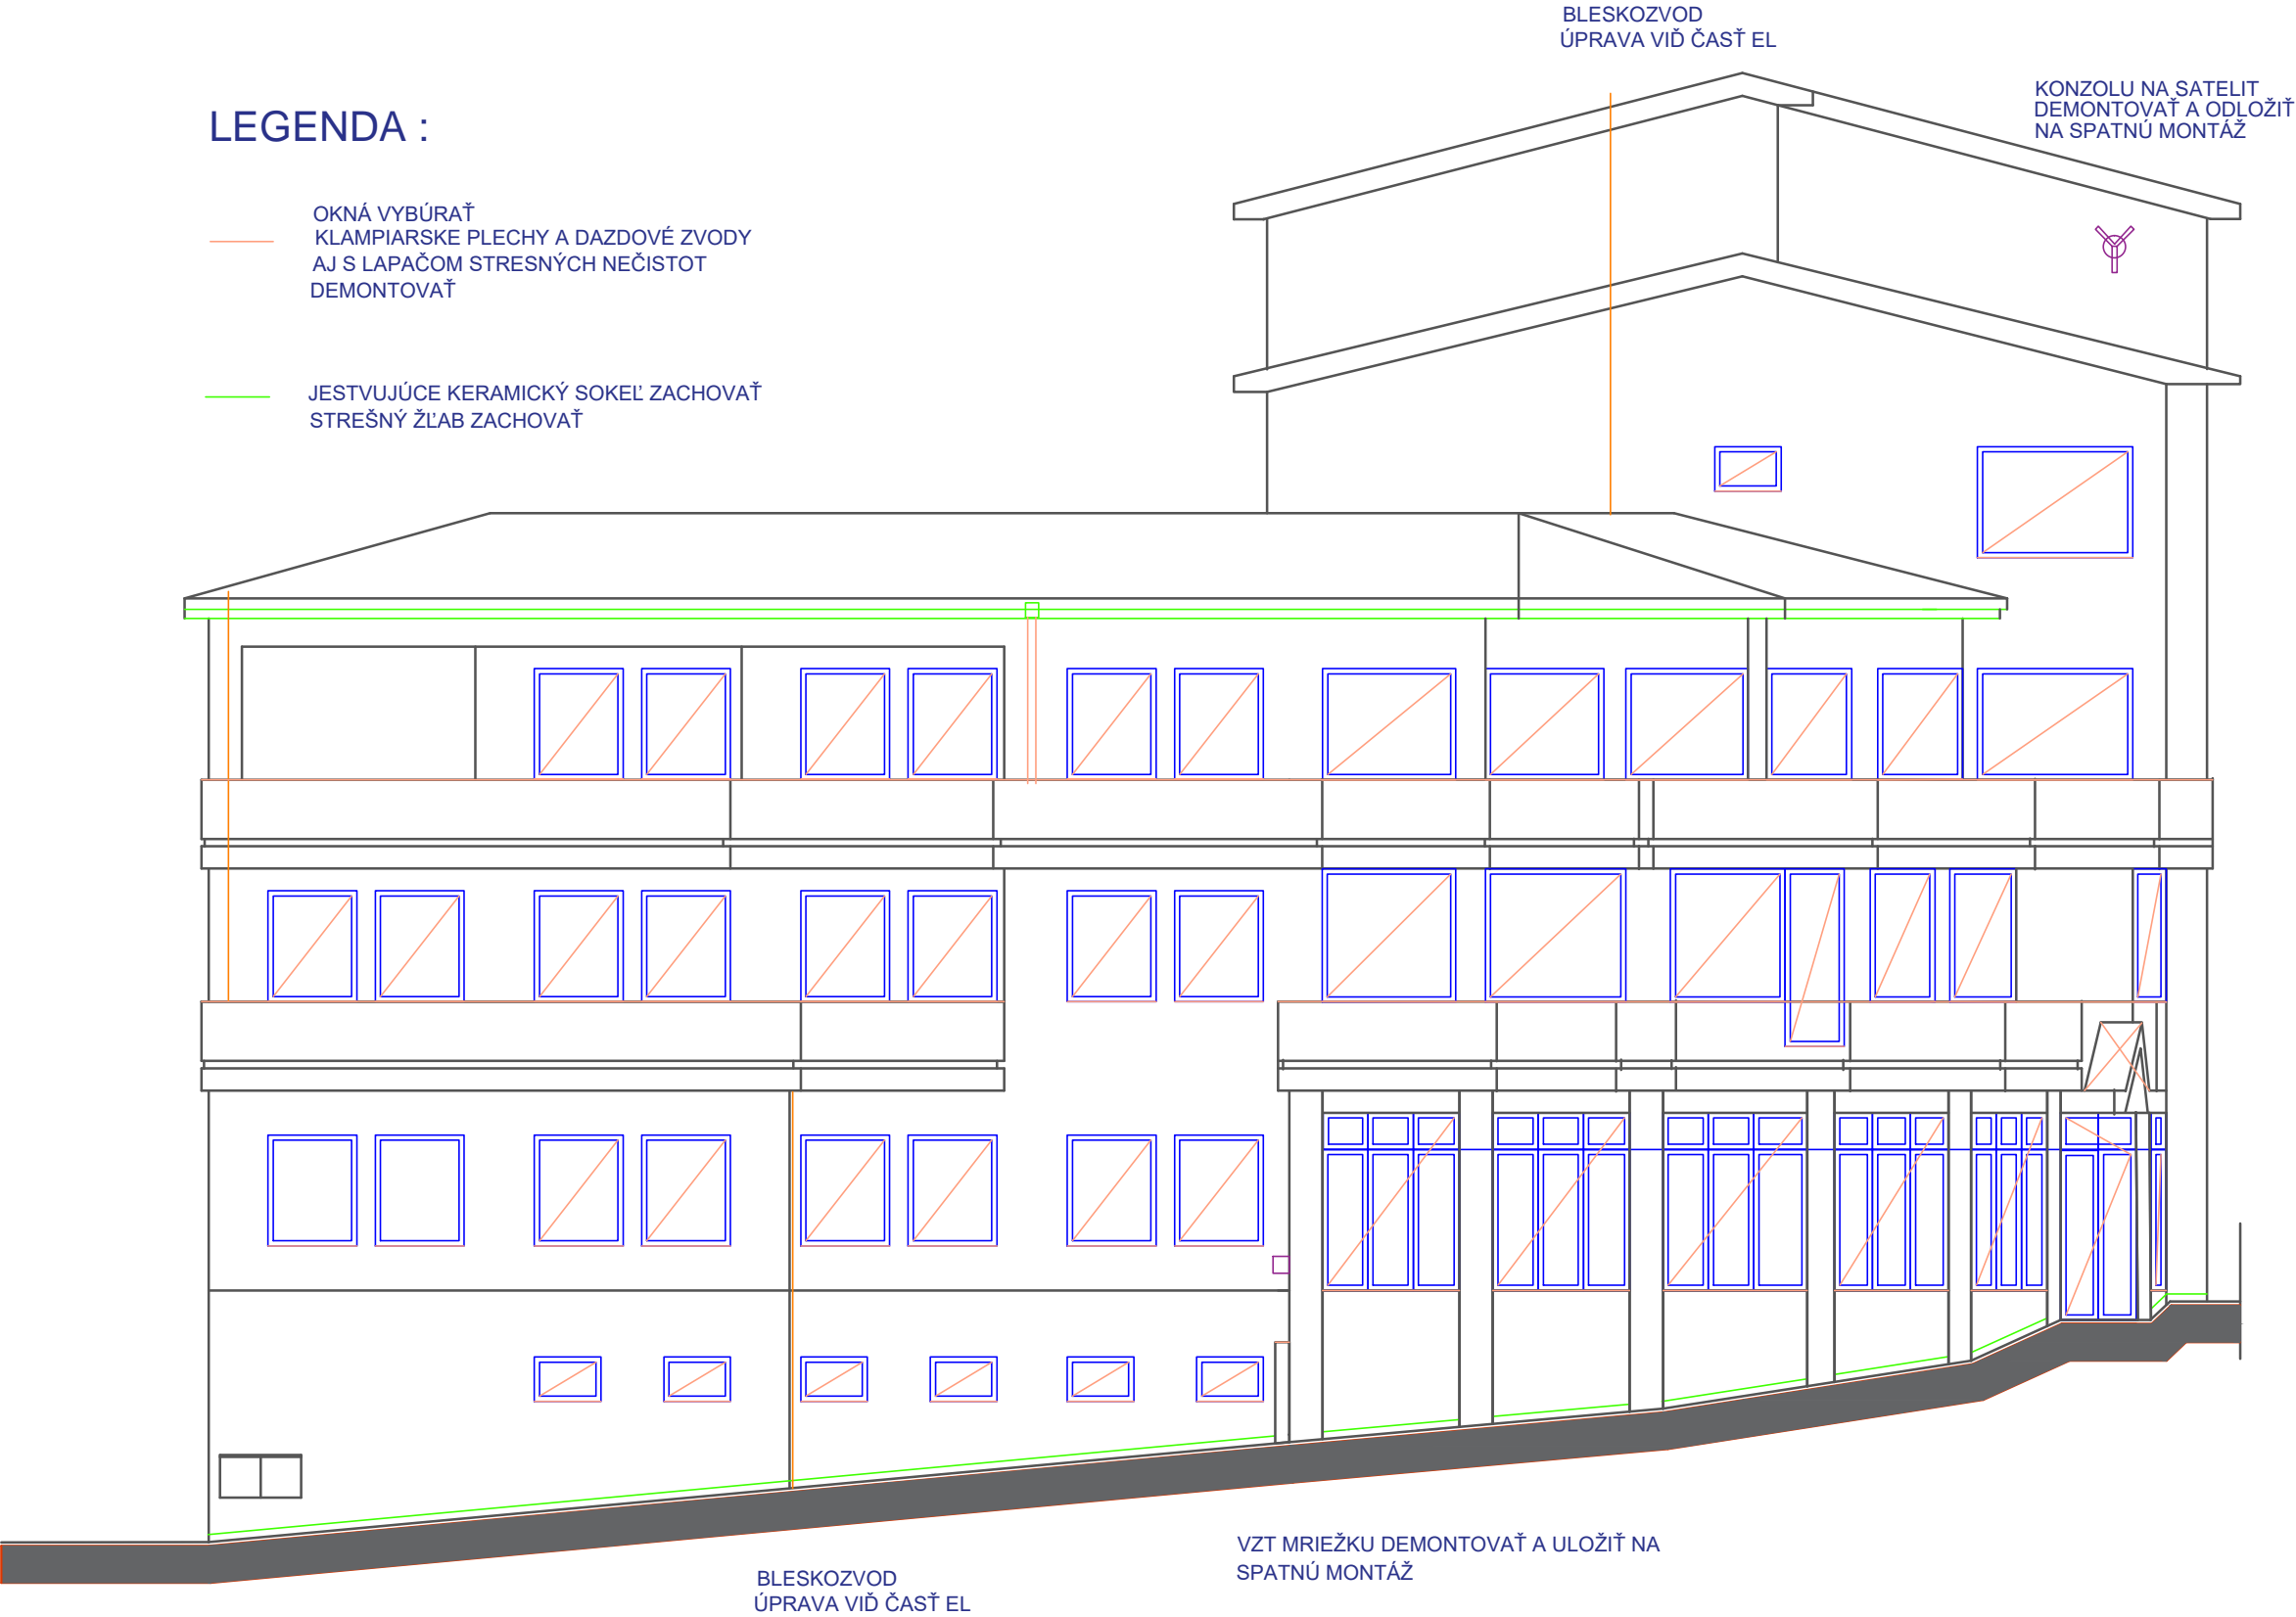 BLESKOZVOD
ÚPRAVA VIĎ ČASŤ EL
KONZOLU NA SATELIT
DEMONTOVAŤ A ODLOŽIŤ
NA SPATNÚ MONTÁŽ
LEGENDA :
OKNÁ VYBÚRAŤ
KLAMPIARSKE PLECHY A DAZDOVÉ ZVODY
AJ S LAPAČOM STRESNÝCH NEČISTOT
DEMONTOVAŤ
JESTVUJÚCE KERAMICKÝ SOKEĽ ZACHOVAŤ
STREŠNÝ ŽĽAB ZACHOVAŤ
VZT MRIEŽKU DEMONTOVAŤ A ULOŽIŤ NA
SPATNÚ MONTÁŽ
BLESKOZVOD
ÚPRAVA VIĎ ČASŤ EL